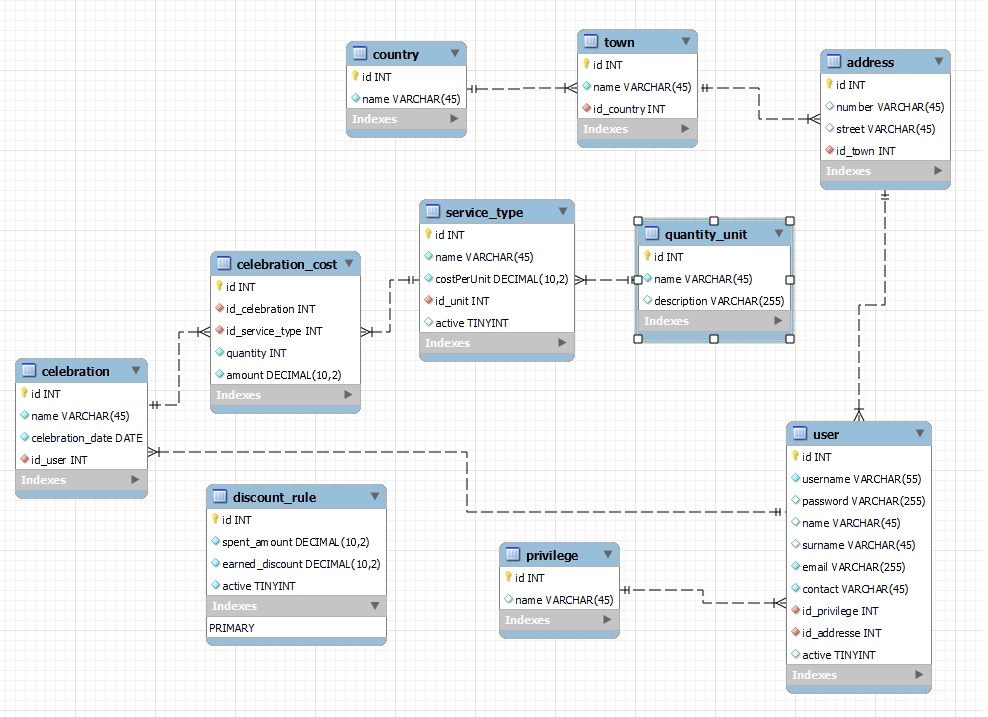 country
id INT
name VARCHAR(45)
Indexes
town
id INT
name VARCHAR(45)
id_country INT
Indexes
address
id INT
number VARCHAR(45)
street VARCHAR(45)
id_town INT
Indexes
service_type
id INT
name VARCHAR(45)
costPerUnit DECIMAL(10,2)
id_unit INT
active TINYINT
Indexes
quantity_unit
id INT
name VARCHAR(45)
description VARCHAR(255)
Indexes
celebration_cost
id INT
id_celebration INT
id_service_type INT
quantity INT
amount DECIMAL(10,2)
Indexes
celebration
id INT
name VARCHAR(45)
celebration_date DATE
id_user INT
Indexes
discount_rule
id INT
spent_amount DECIMAL(10,2)
earned_discount DECIMAL(10,2)
active TINYINT
Indexes
PRIMARY
privilege
id INT
name VARCHAR(45)
Indexes
user
id INT
username VARCHAR(55)
password VARCHAR(255)
name VARCHAR(45)
surname VARCHAR(45)
email VARCHAR(255)
contact VARCHAR(45)
id_privilege INT
id_addresse INT
active TINYINT
Indexes